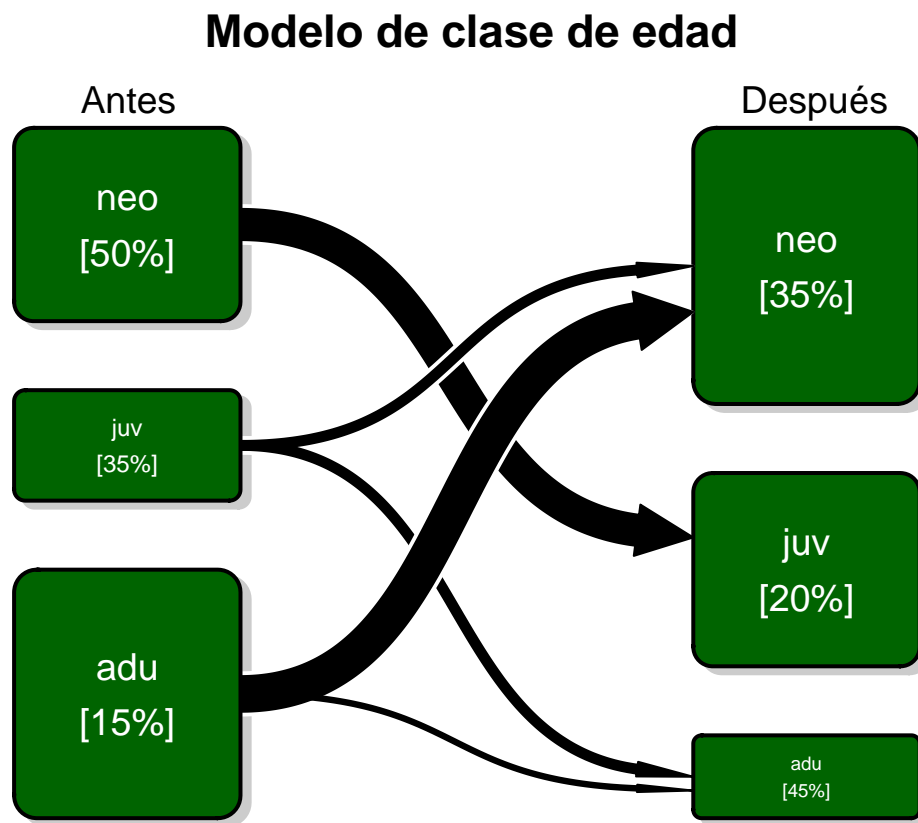 Modelo de clase de edad
Antes
Después
neo
[50%]
neo
[35%]
juv
[35%]
juv
[20%]
adu
[15%]
adu
[45%]